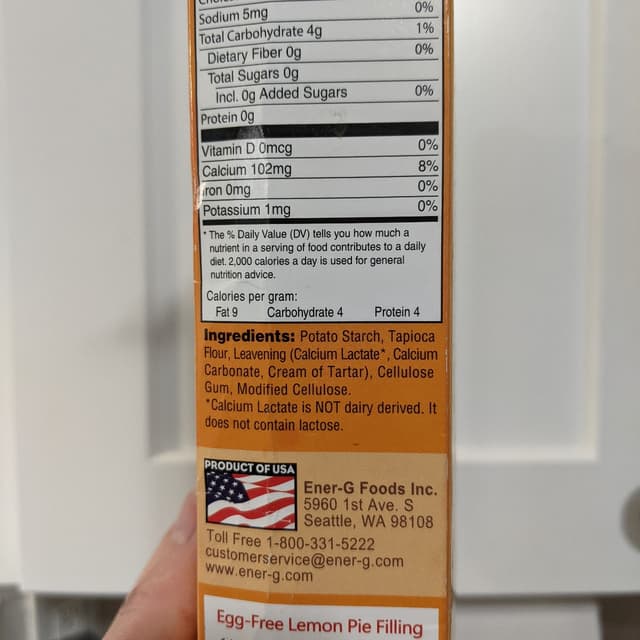 Sodium 5mg 0%
Total Carbohydrate 4g 1%
Dietary Fiber 0g 0%
Total Sugars 0g
Incl. 0g Added Sugars 0%
Protein 0g
Vitamin D 0mcg 0%
Calcium 102mg 8%
Iron 0mg 0%
Potassium 1mg 0%
* The % Daily Value (DV) tells you how much a
nutrient in a serving of food contributes to a daily
diet. 2,000 calories a day is used for general
nutrition advice.
Calories per gram:
Fat 9 Carbohydrate 4 Protein 4
Ingredients: Potato Starch, Tapioca
Flour, Leavening (Calcium Lactate*, Calcium
Carbonate, Cream of Tartar), Cellulose
Gum, Modified Cellulose.
*Calcium Lactate is NOT dairy derived. It
does not contain lactose.
PRODUCT OF USA
Ener-G Foods Inc.
5960 1st Ave. S
Seattle, WA 98108
Toll Free 1-800-331-5222
customerservice@ener-g.com
www.ener-g.com
Egg-Free Lemon Pie Filling